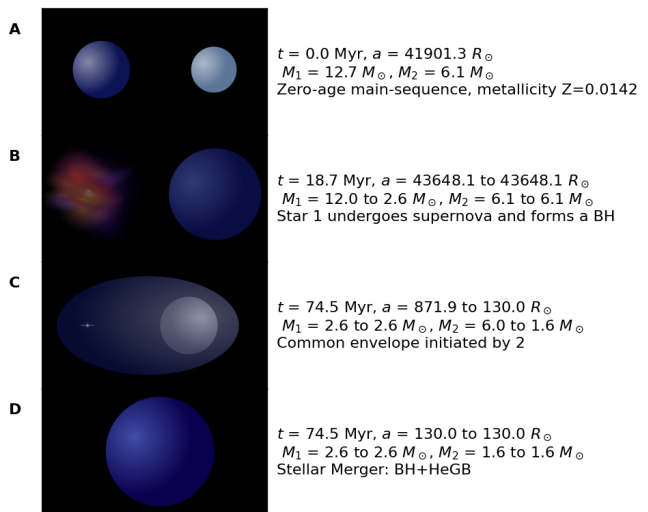 A
t = 0.0 Myr, a = 41901.3 R⊙
M₁ = 12.7 M⊙, M₂ = 6.1 M⊙
Zero-age main-sequence, metallicity Z=0.0142
B
t = 18.7 Myr, a = 43648.1 to 43648.1 R⊙
M₁ = 12.0 to 2.6 M⊙, M₂ = 6.1 to 6.1 M⊙
Star 1 undergoes supernova and forms a BH
C
t = 74.5 Myr, a = 871.9 to 130.0 R⊙
M₁ = 2.6 to 2.6 M⊙, M₂ = 6.0 to 1.6 M⊙
Common envelope initiated by 2
D
t = 74.5 Myr, a = 130.0 to 130.0 R⊙
M₁ = 2.6 to 2.6 M⊙, M₂ = 1.6 to 1.6 M⊙
Stellar Merger: BH+HeGB